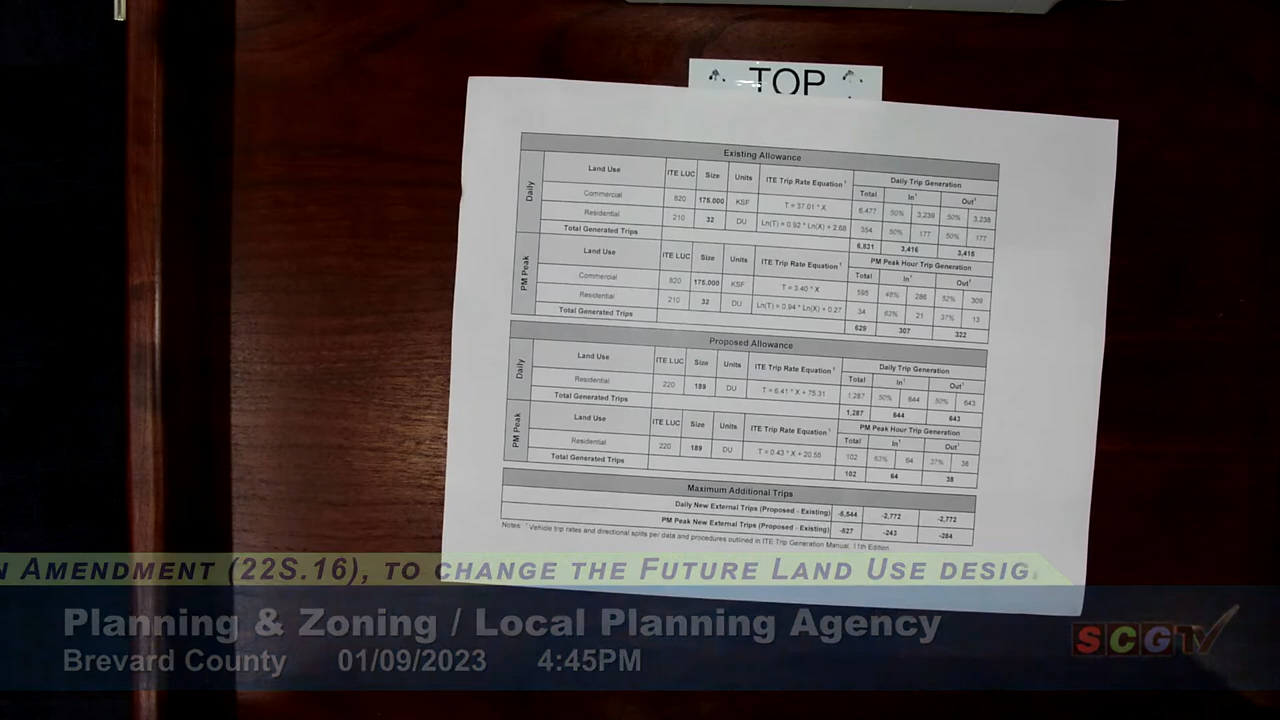 TOP
Existing Allowance
Daily
Land Use ITE LUC Size Units ITE Trip Rate Equation ¹ Daily Trip Generation
Total In¹ Out¹
Commercial 820 175.000 KSF T = 37.01 * X 6,477 50% 3,239 50% 3,238
Residential 210 32 DU Ln(T) = 0.92 * Ln(X) + 2.68 354 50% 177 50% 177
Total Generated Trips 6,831 3,416 3,415
PM Peak
Land Use ITE LUC Size Units ITE Trip Rate Equation ¹ PM Peak Hour Trip Generation
Total In¹ Out¹
Commercial 820 175.000 KSF T = 3.40 * X 595 48% 286 52% 309
Residential 210 32 DU Ln(T) = 0.94 * Ln(X) + 0.27 34 63% 21 37% 13
Total Generated Trips 629 307 322
Proposed Allowance
Daily
Land Use ITE LUC Size Units ITE Trip Rate Equation ¹ Daily Trip Generation
Total In¹ Out¹
Residential 220 189 DU T = 6.41 * X + 75.31 1,287 50% 644 50% 643
Total Generated Trips 1,287 644 643
PM Peak
Land Use ITE LUC Size Units ITE Trip Rate Equation ¹ PM Peak Hour Trip Generation
Total In¹ Out¹
Residential 220 189 DU T = 0.43 * X + 20.55 102 63% 64 37% 38
Total Generated Trips 102 64 38
Maximum Additional Trips
Daily New External Trips (Proposed - Existing) -5,544 -2,772 -2,772
PM Peak New External Trips (Proposed - Existing) -527 -243 -284
Notes: ¹ Vehicle trip rates and directional splits per data and procedures outlined in ITE Trip Generation Manual, 11th Edition
N AMENDMENT (22S.16), TO CHANGE THE FUTURE LAND USE DESIG
Planning & Zoning / Local Planning Agency
Brevard County 01/09/2023 4:45PM
SCGTV